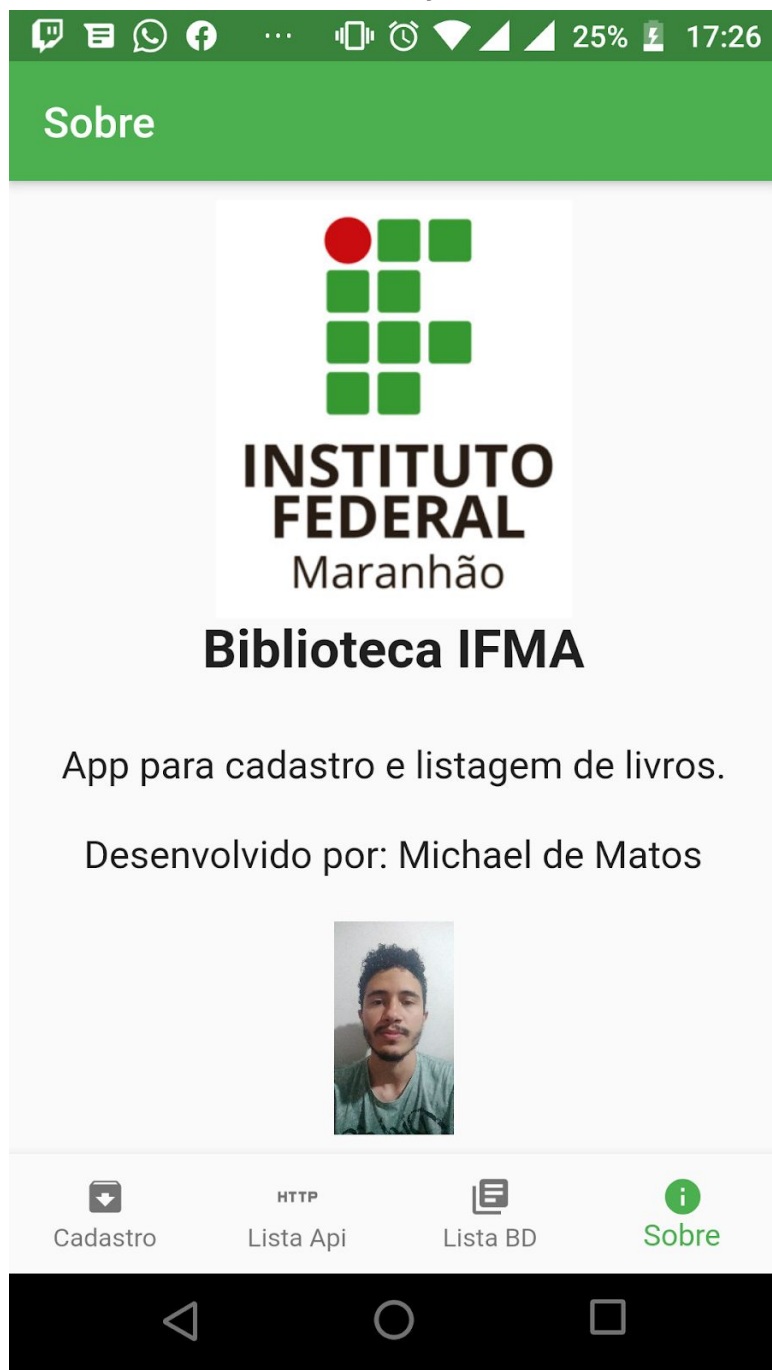 25% 17:26
Sobre
INSTITUTO
FEDERAL
Maranhão
Biblioteca IFMA
App para cadastro e listagem de livros.
Desenvolvido por: Michael de Matos
HTTP
Cadastro Lista Api Lista BD Sobre